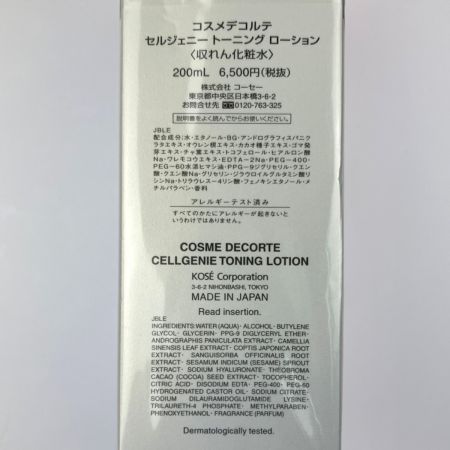 コスメデコルテ
セルジェニー トーニング ローション
〈収れん化粧水〉
200mL 6,500円(税抜)
株式会社 コーセー
東京都中央区日本橋3-6-2
お問合せ先 0120-763-325
説明書をよく読んでからお使いください。
JBLE
配合成分:水・エタノール・BG・アンドログラフィスパニク
ラタエキス・オウレン根エキス・カカオ種子エキス・ゴマ発
芽エキス・チャ葉エキス・トコフェロール・ヒアルロン酸
Na・ワレモコウエキス・EDTA-2Na・PEG-400・
PEG-60水添ヒマシ油・PPG-9ジグリセリル・クエン
酸・クエン酸Na・グリセリン・ジラウロイルグルタミン酸リ
シンNa・トリラウレス-4リン酸・フェノキシエタノール・メ
チルパラベン・香料
アレルギーテスト済み
すべてのかたにアレルギーが起きないと
いうわけではありません。
COSME DECORTE
CELLGENIE TONING LOTION
KOSÉ Corporation
3-6-2 NIHONBASHI, TOKYO
MADE IN JAPAN
Read insertion.
JBLE
INGREDIENTS:WATER (AQUA)・ALCOHOL・BUTYLENE
GLYCOL・GLYCERIN・PPG-9 DIGLYCERYL ETHER・
ANDROGRAPHIS PANICULATA EXTRACT・CAMELLIA
SINENSIS LEAF EXTRACT・COPTIS JAPONICA ROOT
EXTRACT・SANGUISORBA OFFICINALIS ROOT
EXTRACT・SESAMUM INDICUM (SESAME) SPROUT
EXTRACT・SODIUM HYALURONATE・THEOBROMA
CACAO (COCOA) SEED EXTRACT・TOCOPHEROL・
CITRIC ACID・DISODIUM EDTA・PEG-400・PEG-60
HYDROGENATED CASTOR OIL・SODIUM CITRATE・
SODIUM DILAURAMIDOGLUTAMIDE LYSINE・
TRILAURETH-4 PHOSPHATE・METHYLPARABEN・
PHENOXYETHANOL・FRAGRANCE (PARFUM)
Dermatologically tested.